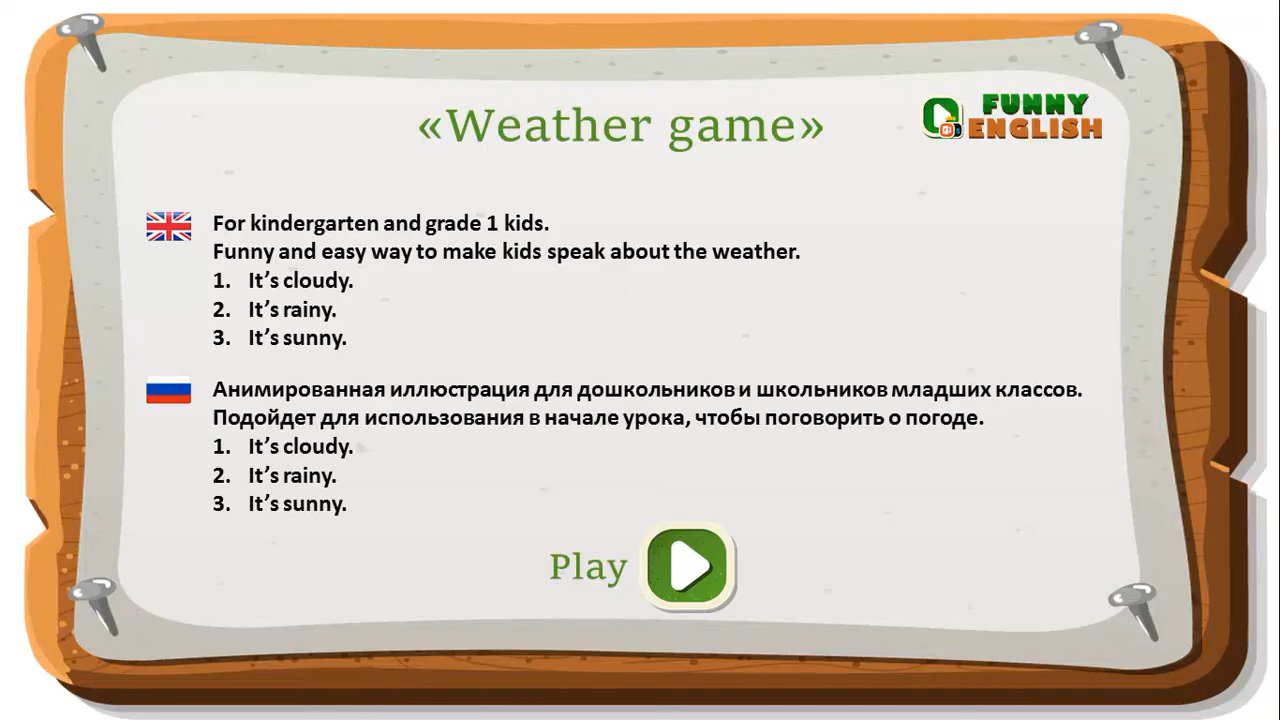 «Weather game»
FUNNY
ENGLISH
For kindergarten and grade 1 kids.
Funny and easy way to make kids speak about the weather.
1. It’s cloudy.
2. It’s rainy.
3. It’s sunny.
Анимированная иллюстрация для дошкольников и школьников младших классов.
Подойдет для использования в начале урока, чтобы поговорить о погоде.
1. It’s cloudy.
2. It’s rainy.
3. It’s sunny.
Play